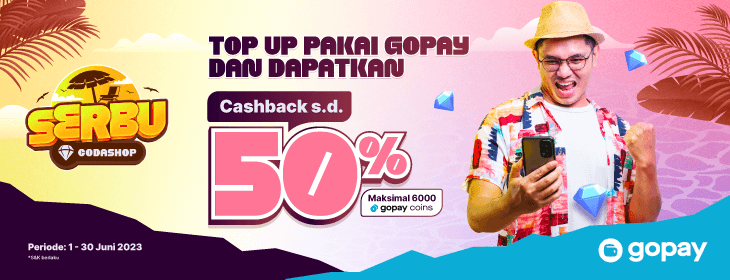 SERBU
CODASHOP
TOP UP PAKAI GOPAY
DAN DAPATKAN
Cashback s.d.
50%
Maksimal 6000
gopay coins
Periode: 1 - 30 Juni 2023
*S&K berlaku
gopay